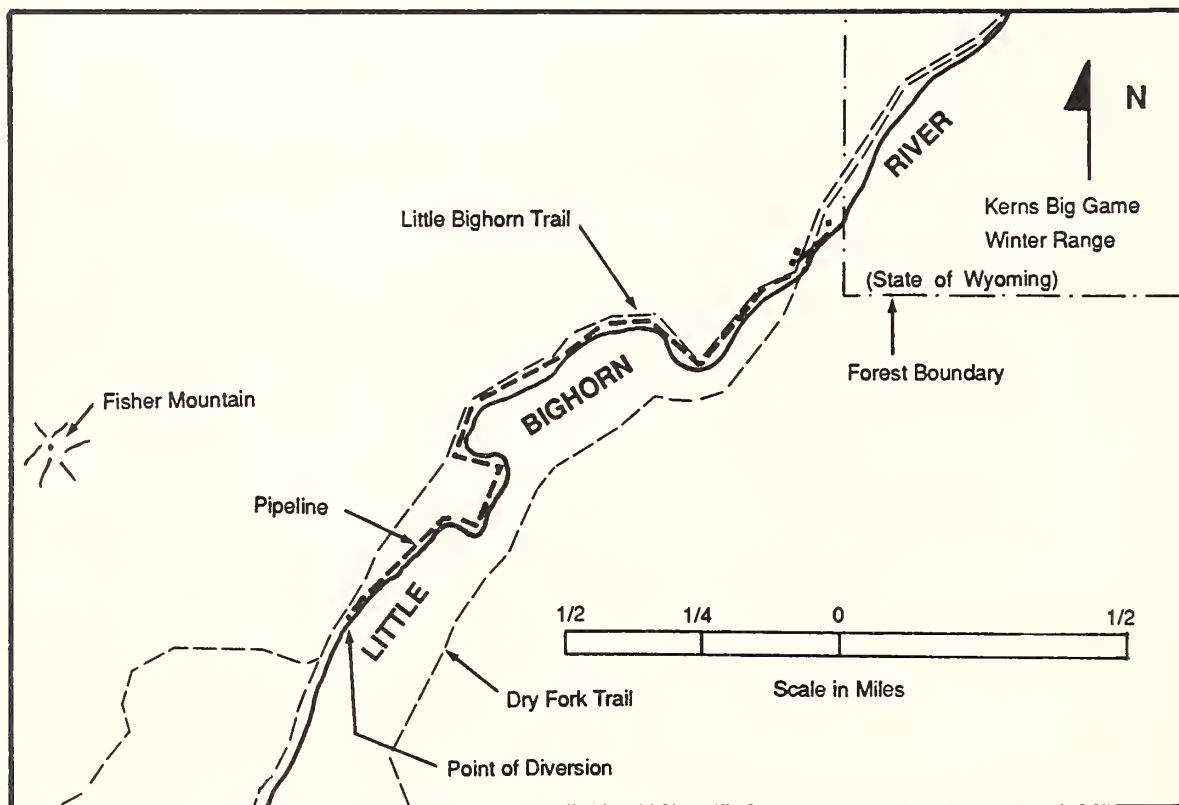 N
RIVER
Kerns Big Game
Winter Range
Little Bighorn Trail
(State of Wyoming)
Forest Boundary
BIGHORN
Fisher Mountain
Pipeline
LITTLE
1/2 1/4 0 1/2
Scale in Miles
Dry Fork Trail
Point of Diversion